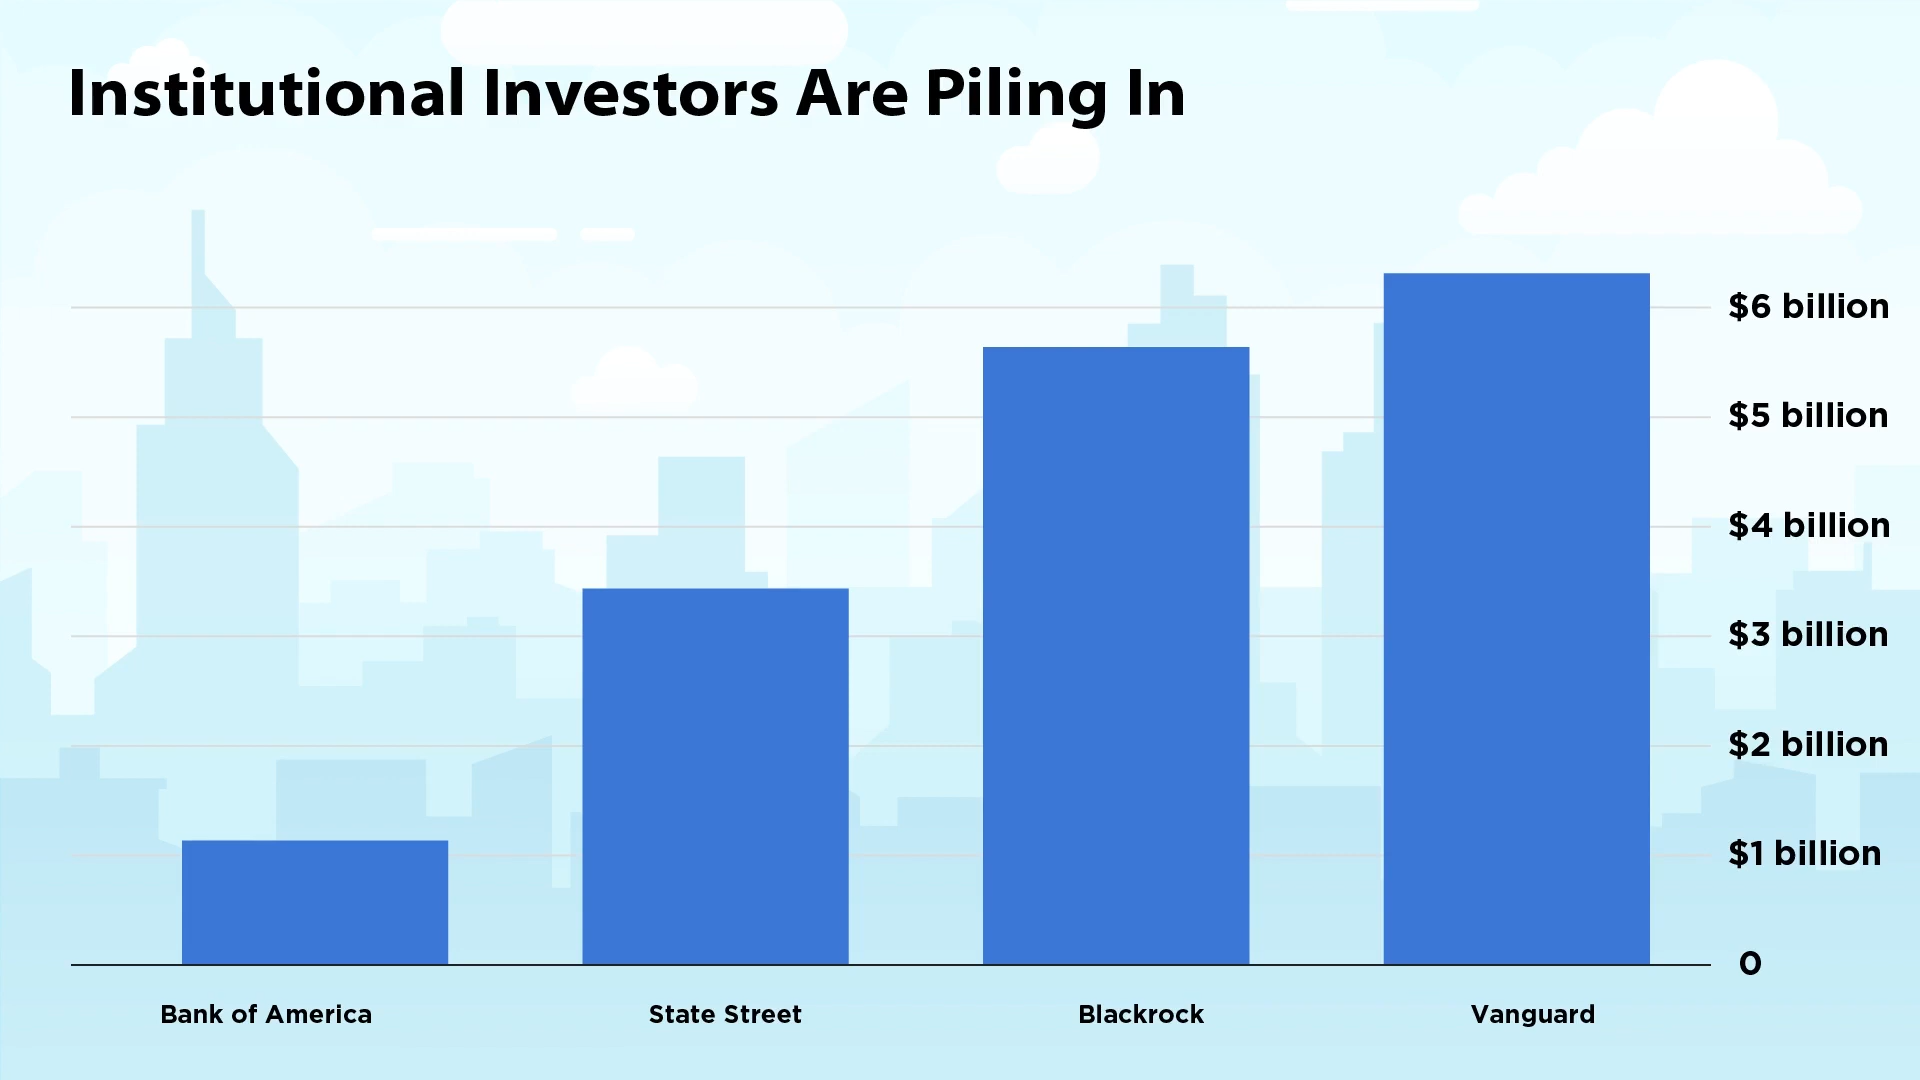 Institutional Investors Are Piling In
$6 billion
$5 billion
$4 billion
$3 billion
$2 billion
$1 billion
0
Bank of America
State Street
Blackrock
Vanguard